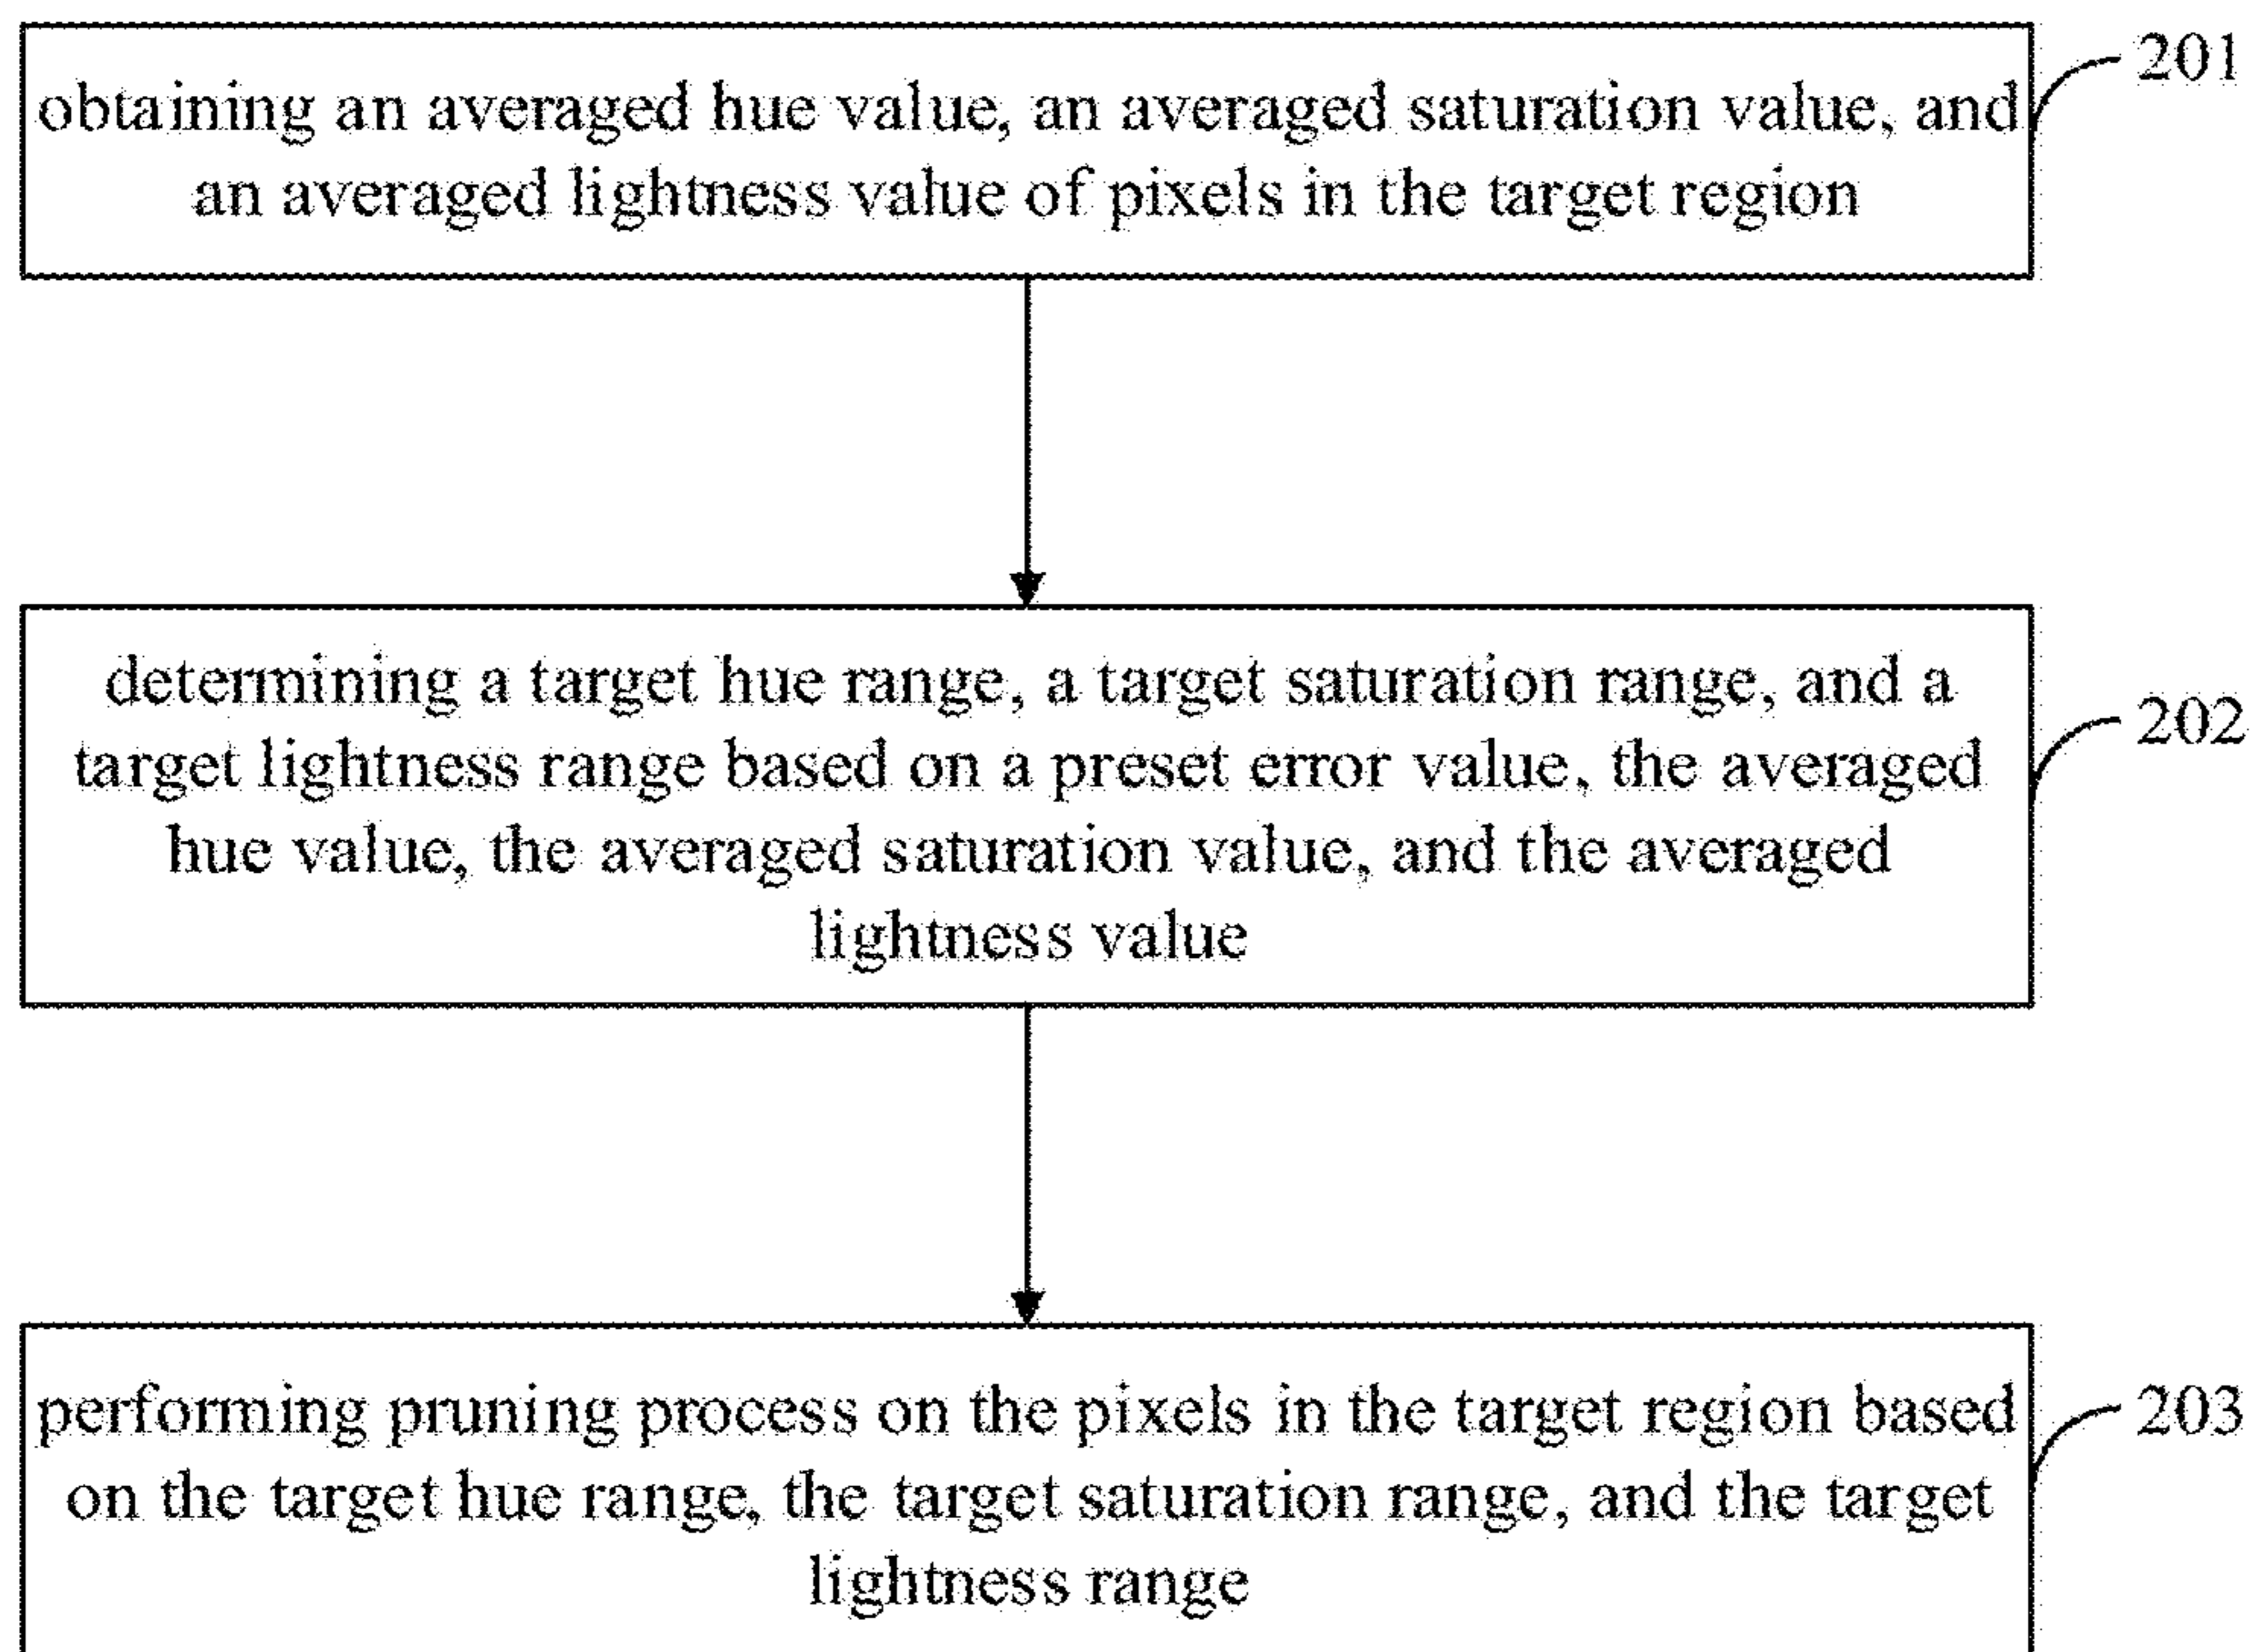 obtaining an averaged hue value, an averaged saturation value, and
an averaged lightness value of pixels in the target region
201
determining a target hue range, a target saturation range, and a
target lightness range based on a preset error value, the averaged
hue value, the averaged saturation value, and the averaged
lightness value
202
performing pruning process on the pixels in the target region based
on the target hue range, the target saturation range, and the target
lightness range
203